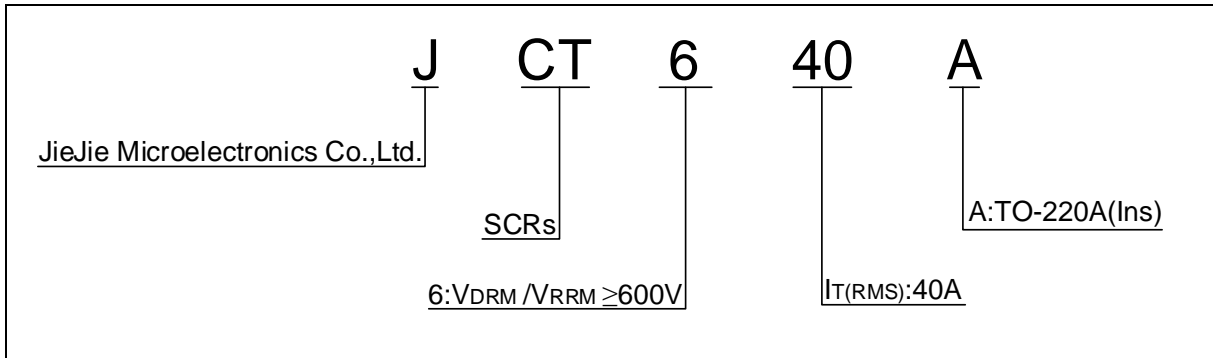 J CT 6 40 A
JieJie Microelectronics Co.,Ltd.
A:TO-220A(Ins)
SCRs
6:VDRM /VRRM ≥600V
IT(RMS):40A